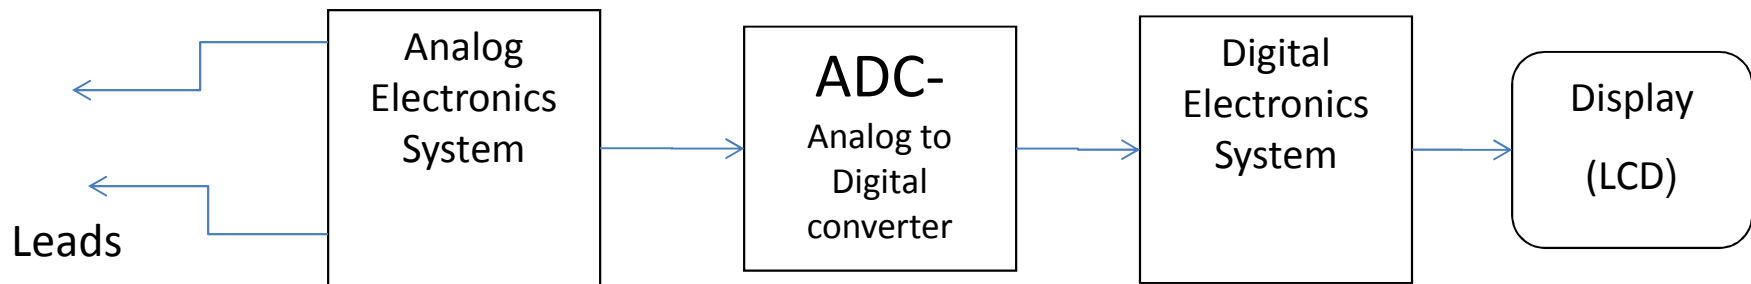 Leads
Analog
Electronics
System
ADC-
Analog to
Digital
converter
Digital
Electronics
System
Display
(LCD)